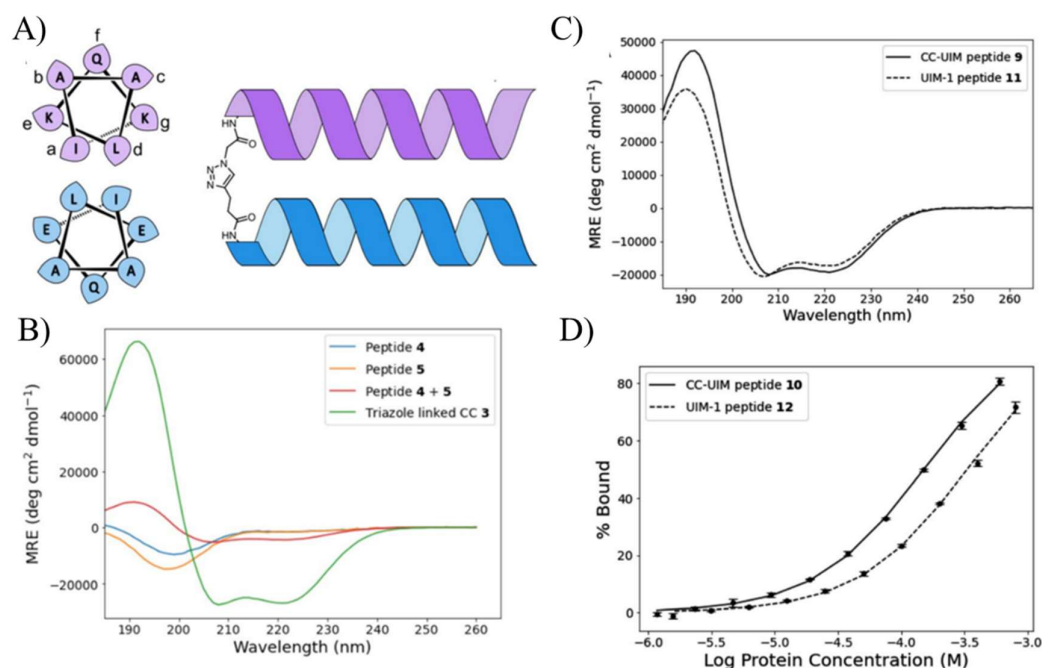 A)
f
Q
b A A c
e K K g
a I L d
L I
E E
A A
Q
HN
O
N
N
N
O
HN
B)
MRE (deg cm² dmol⁻¹)
60000
40000
20000
0
−20000
Peptide 4
Peptide 5
Peptide 4 + 5
Triazole linked CC 3
190 200 210 220 230 240 250 260
Wavelength (nm)
C)
MRE (deg cm² dmol⁻¹)
50000
40000
30000
20000
10000
0
−10000
−20000
CC-UIM peptide 9
UIM-1 peptide 11
190 200 210 220 230 240 250 260
Wavelength (nm)
D)
% Bound
80
60
40
20
0
CC-UIM peptide 10
UIM-1 peptide 12
−6.0 −5.5 −5.0 −4.5 −4.0 −3.5 −3.0
Log Protein Concentration (M)